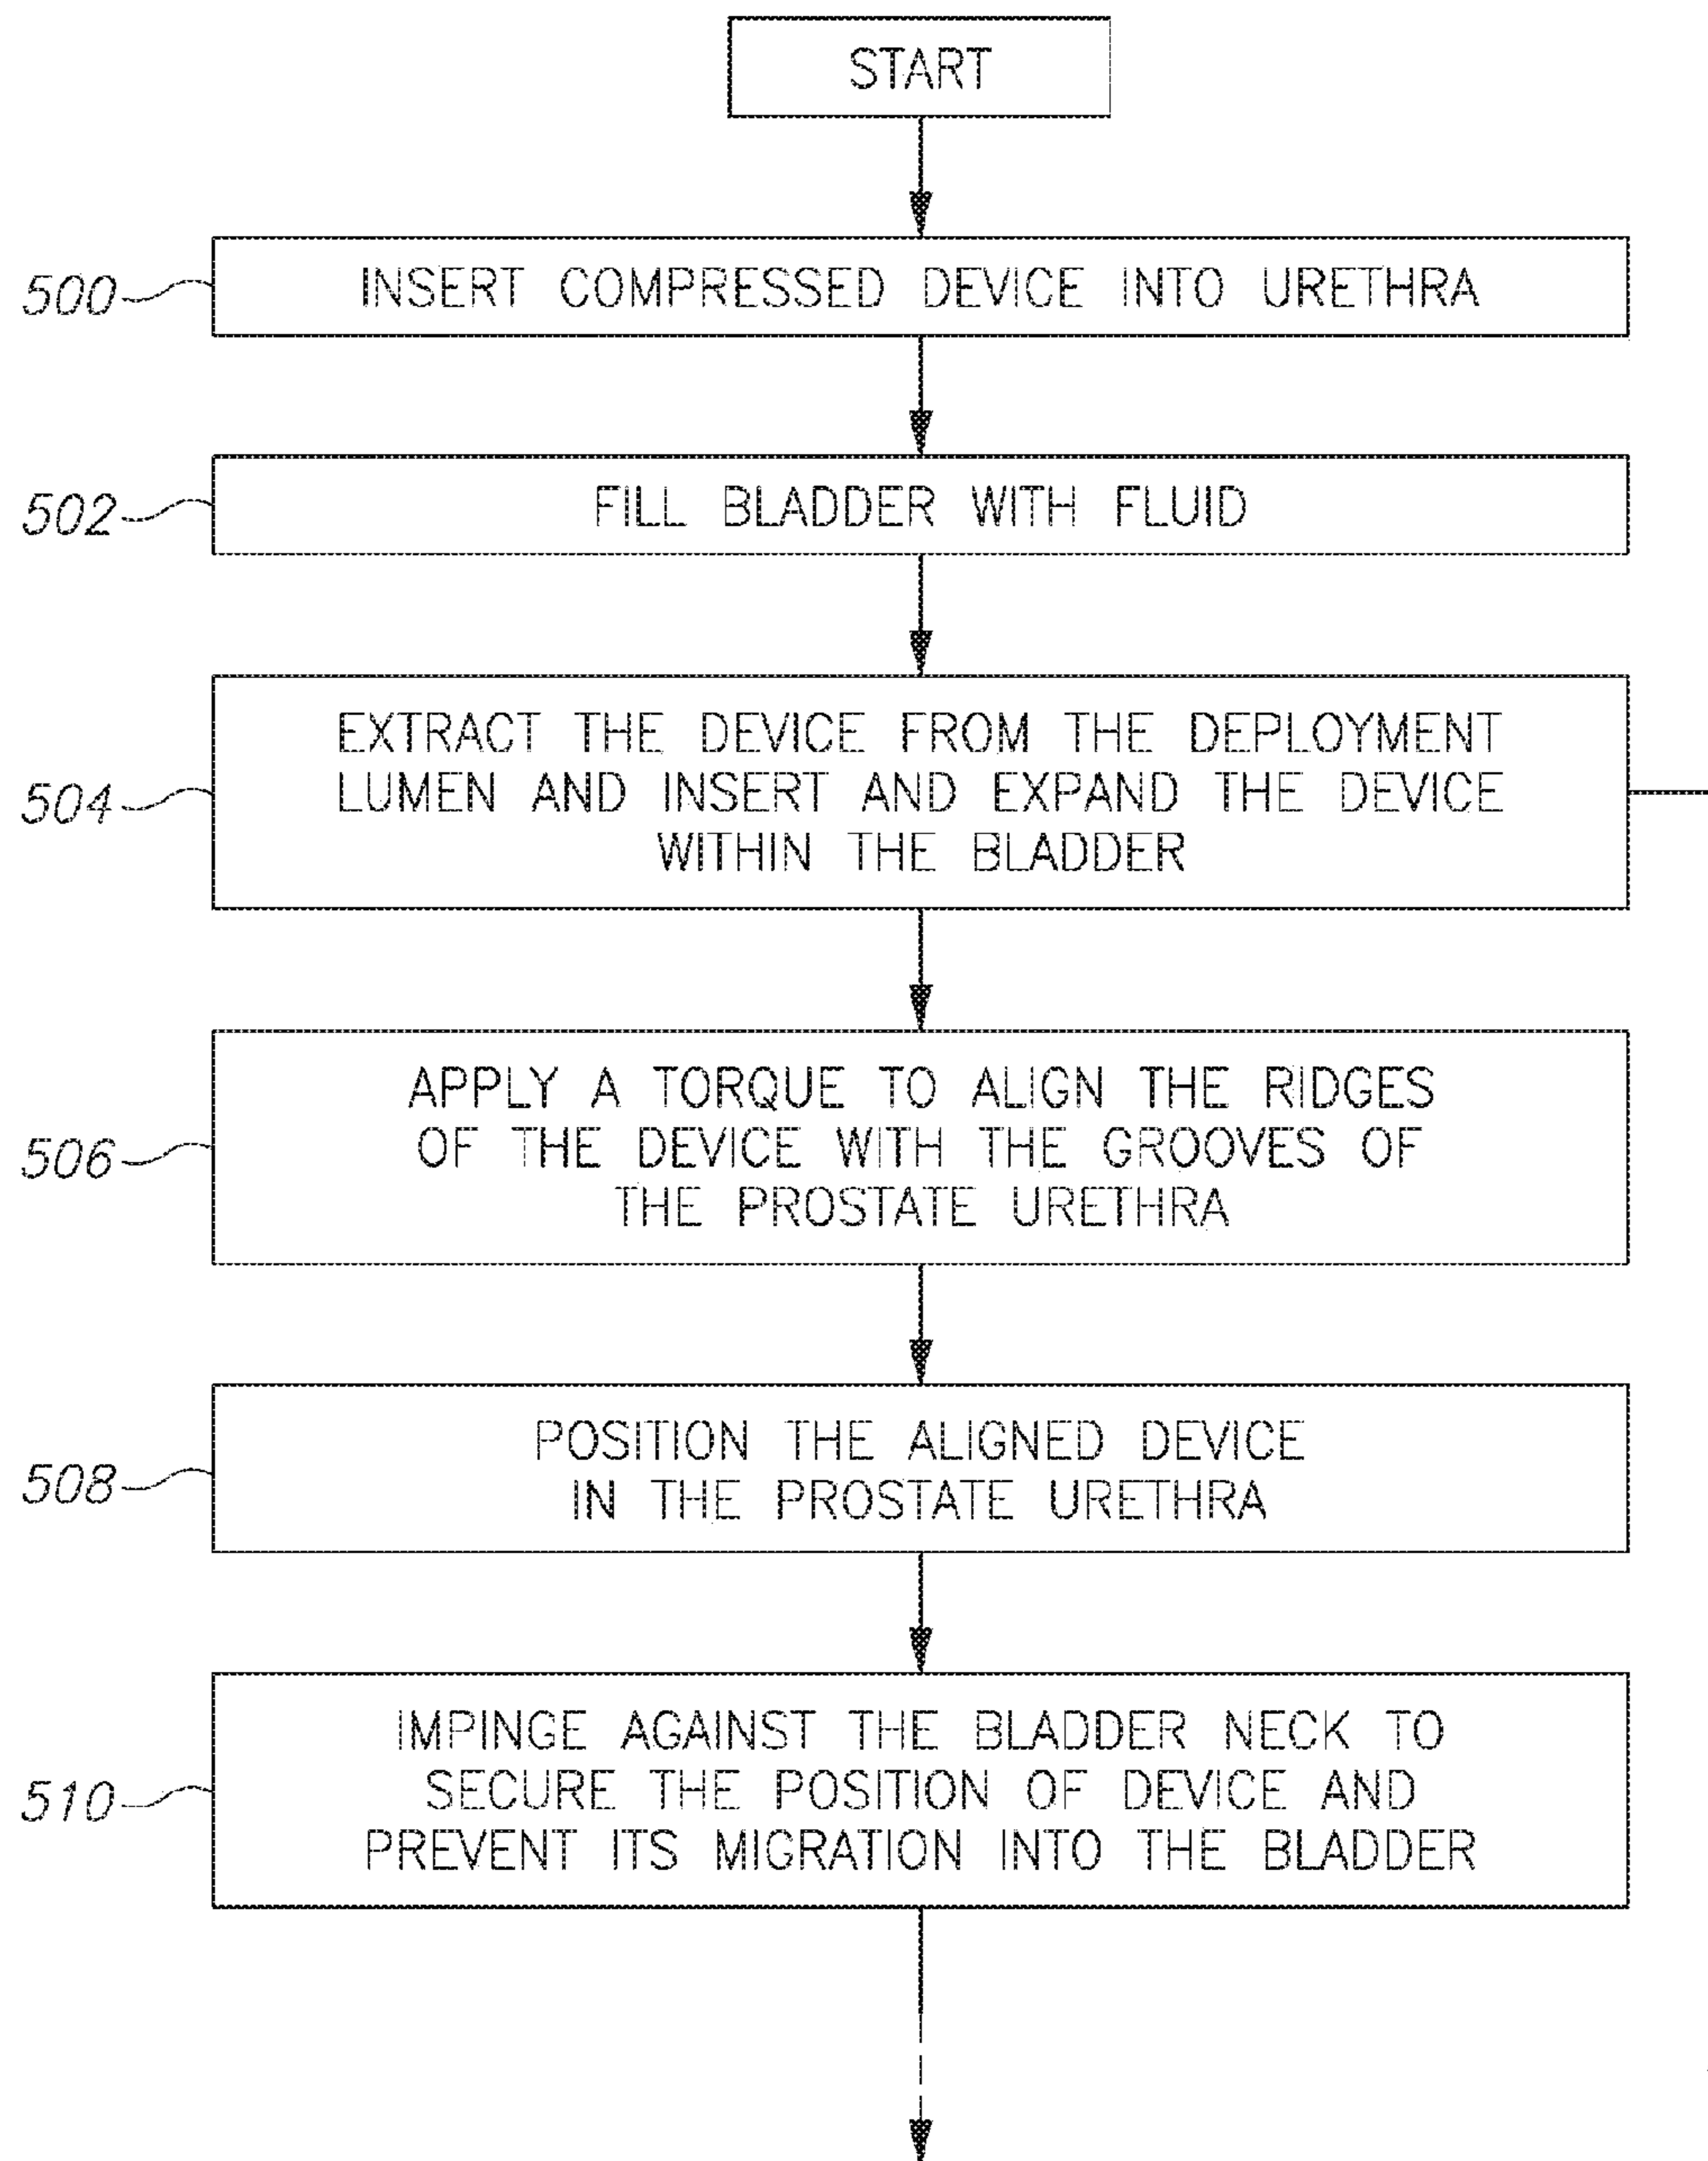 START
500
INSERT COMPRESSED DEVICE INTO URETHRA
502
FILL BLADDER WITH FLUID
504
EXTRACT THE DEVICE FROM THE DEPLOYMENT
LUMEN AND INSERT AND EXPAND THE DEVICE
WITHIN THE BLADDER
506
APPLY A TORQUE TO ALIGN THE RIDGES
OF THE DEVICE WITH THE GROOVES OF
THE PROSTATE URETHRA
508
POSITION THE ALIGNED DEVICE
IN THE PROSTATE URETHRA
510
IMPINGE AGAINST THE BLADDER NECK TO
SECURE THE POSITION OF DEVICE AND
PREVENT ITS MIGRATION INTO THE BLADDER